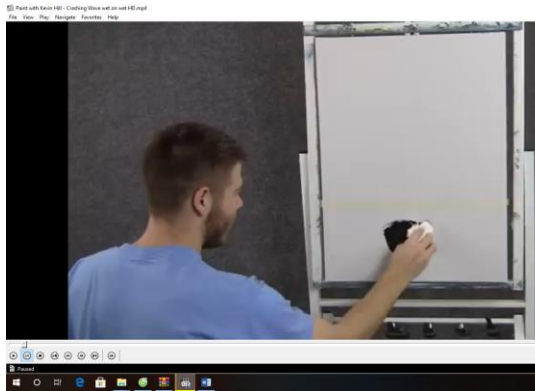 Paint with Kevin Hill - Crashing Wave wet on wet HD.mp4
File View Play Navigate Favorites Help
Paused